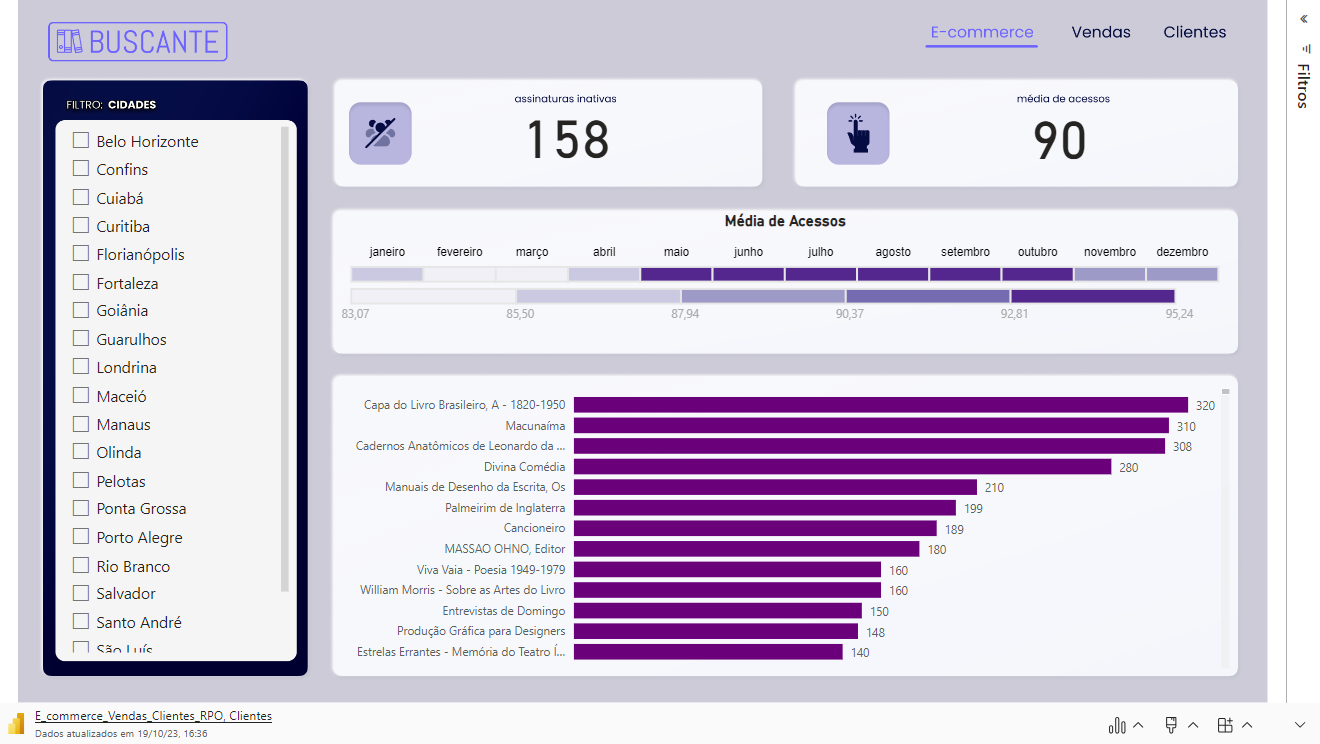 BUSCANTE
E-commerce Vendas Clientes
FILTRO: CIDADES
Belo Horizonte
Confins
Cuiabá
Curitiba
Florianópolis
Fortaleza
Goiânia
Guarulhos
Londrina
Maceió
Manaus
Olinda
Pelotas
Ponta Grossa
Porto Alegre
Rio Branco
Salvador
Santo André
São Luís
assinaturas inativas
158
média de acessos
90
Média de Acessos
janeiro fevereiro março abril maio junho julho agosto setembro outubro novembro dezembro
83,07 85,50 87,94 90,37 92,81 95,24
Capa do Livro Brasileiro, A - 1820-1950 320
Macunaíma 310
Cadernos Anatômicos de Leonardo da ... 308
Divina Comédia 280
Manuais de Desenho da Escrita, Os 210
Palmeirim de Inglaterra 199
Cancioneiro 189
MASSAO OHNO, Editor 180
Viva Vaia - Poesia 1949-1979 160
William Morris - Sobre as Artes do Livro 160
Entrevistas de Domingo 150
Produção Gráfica para Designers 148
Estrelas Errantes - Memória do Teatro Í... 140
Filtros
E_commerce_Vendas_Clientes_RPO, Clientes
Dados atualizados em 19/10/23, 16:36